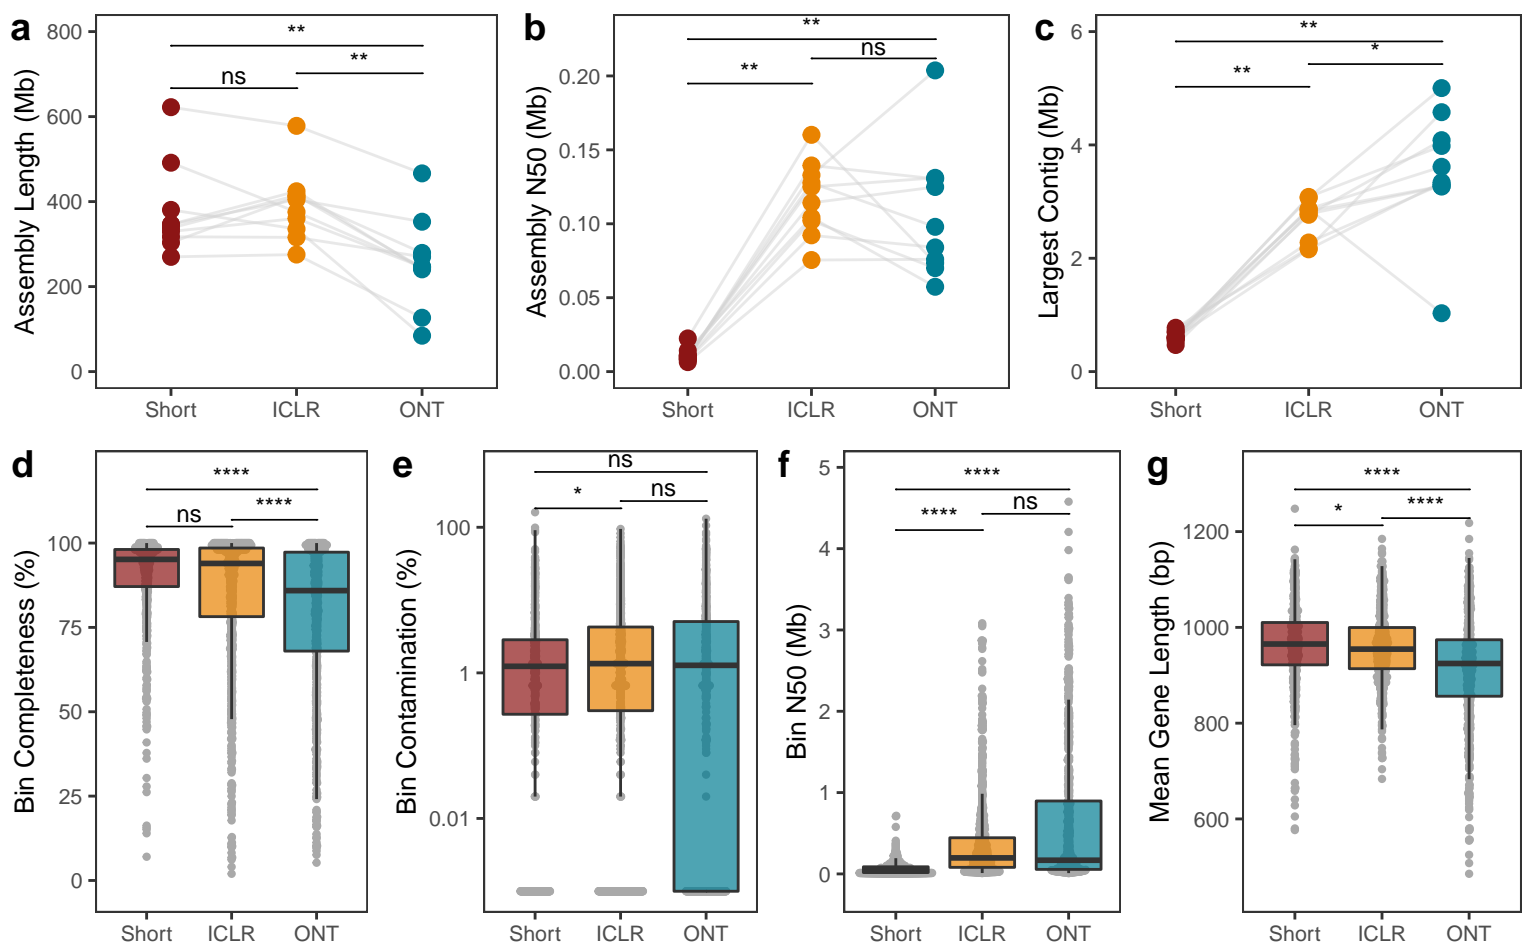 a
Assembly Length (Mb)
800
600
400
200
0
**
**
ns
Short
ICLR
ONT
b
Assembly N50 (Mb)
0.20
0.15
0.10
0.05
0.00
**
ns
**
Short
ICLR
ONT
c
Largest Contig (Mb)
6
4
2
0
**
*
**
Short
ICLR
ONT
d
Bin Completeness (%)
100
75
50
25
0
****
****
ns
Short
ICLR
ONT
e
Bin Contamination (%)
100
1
0.01
ns
ns
*
Short
ICLR
ONT
f
Bin N50 (Mb)
5
4
3
2
1
0
****
ns
****
Short
ICLR
ONT
g
Mean Gene Length (bp)
1200
1000
800
600
****
****
*
Short
ICLR
ONT